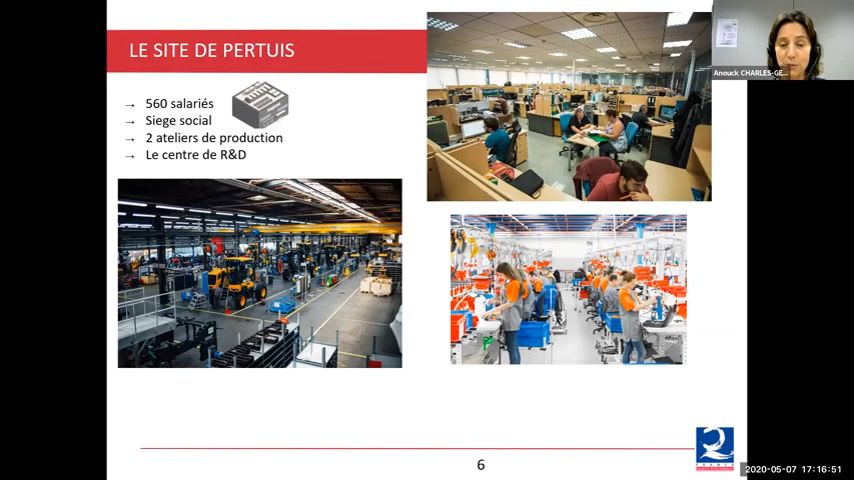 LE SITE DE PERTUIS
→ 560 salariés
→ Siege social
→ 2 ateliers de production
→ Le centre de R&D
Anouck CHARLES-GE...
FRANCE
6
2020-05-07 17:16:51